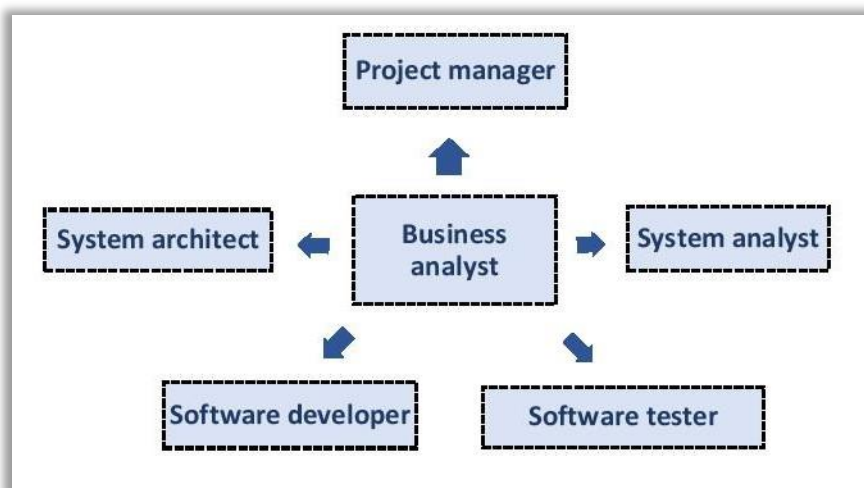 Project manager
System architect
Business
analyst
System analyst
Software developer
Software tester